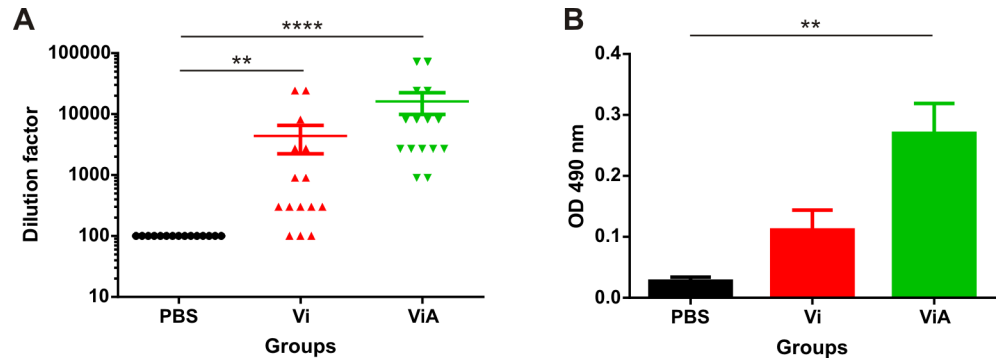 A
****
**
100000
10000
1000
100
10
Dilution factor
PBS Vi ViA
Groups
B
**
0.4
0.3
0.2
0.1
0.0
OD 490 nm
PBS Vi ViA
Groups